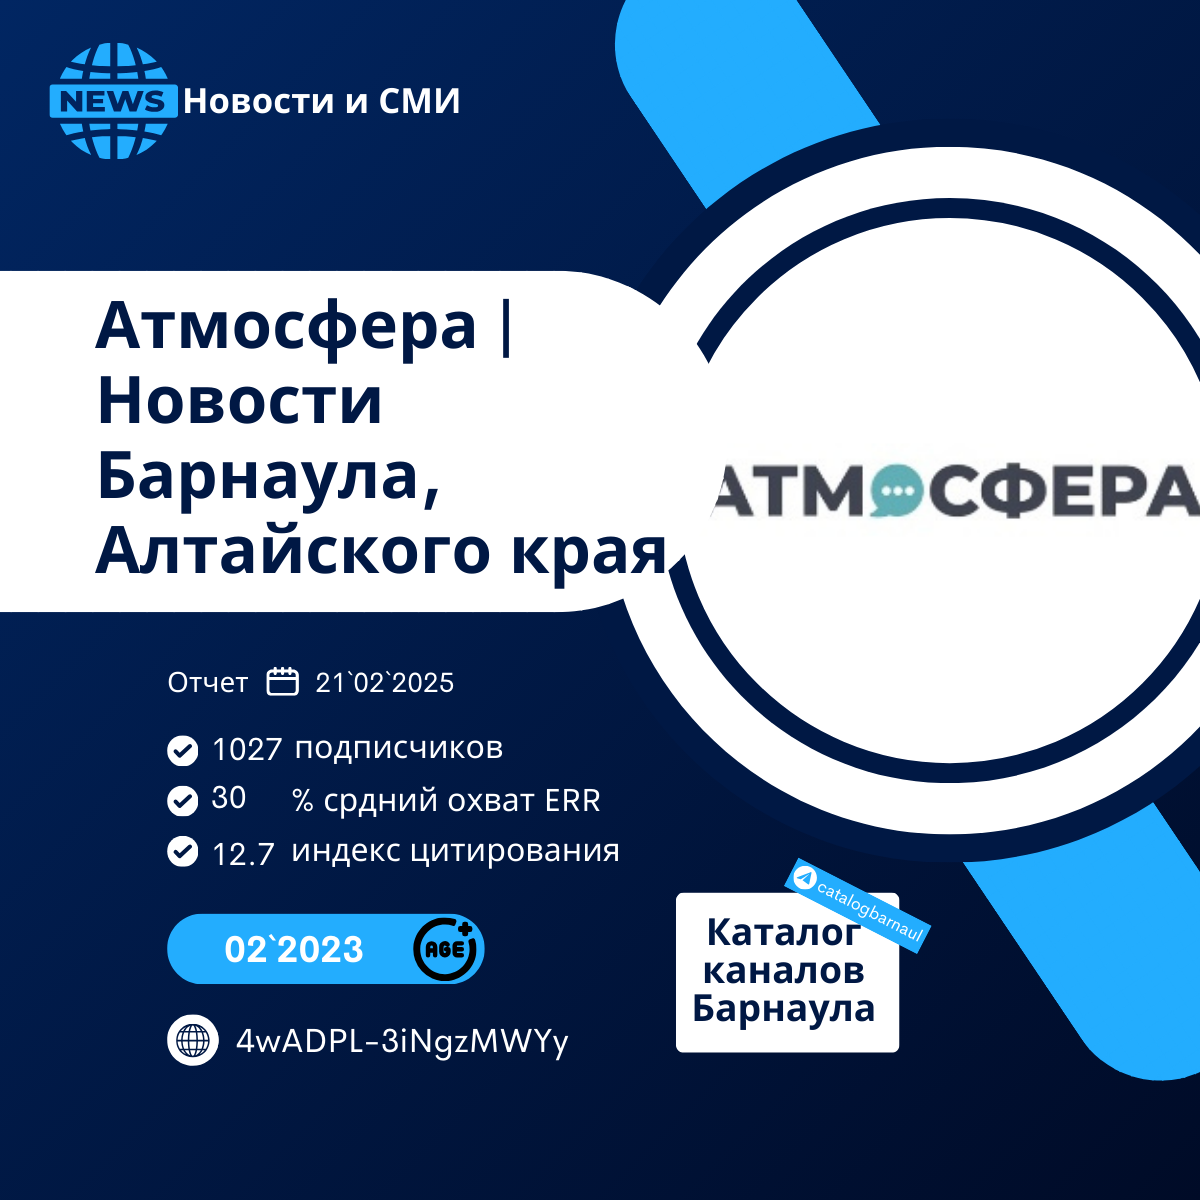 NEWS Новости и СМИ
Атмосфера |
Новости
Барнаула,
Алтайского края
АТМОСФЕРА
Отчет 21`02`2025
1027 подписчиков
30 % срдний охват ERR
12.7 индекс цитирования
02`2023 AGE+
4wADPL-3iNgzMWYy
catalogbarnaul
Каталог
каналов
Барнаула